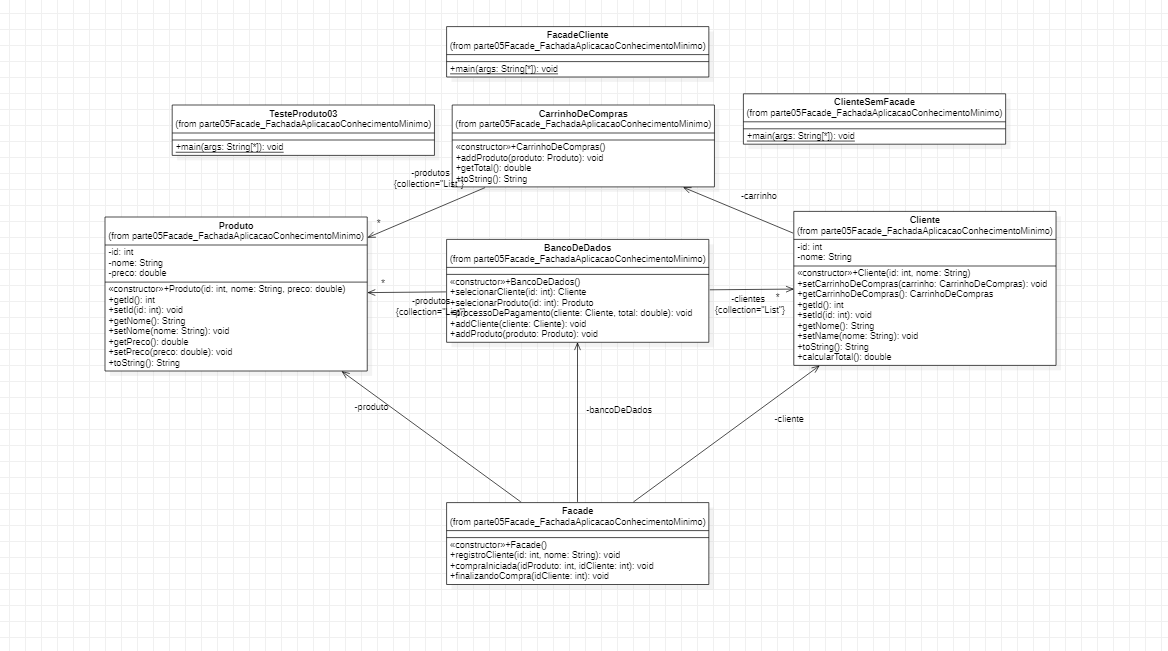 FacadeCliente
(from parte05Facade_FachadaAplicacaoConhecimentoMinimo)
+main(args: String[*]): void
TesteProduto03
(from parte05Facade_FachadaAplicacaoConhecimentoMinimo)
+main(args: String[*]): void
CarrinhoDeCompras
(from parte05Facade_FachadaAplicacaoConhecimentoMinimo)
«constructor»+CarrinhoDeCompras()
+addProduto(produto: Produto): void
+getTotal(): double
+toString(): String
ClienteSemFacade
(from parte05Facade_FachadaAplicacaoConhecimentoMinimo)
+main(args: String[*]): void
-produtos
{collection="List"}
*
-carrinho
Produto
(from parte05Facade_FachadaAplicacaoConhecimentoMinimo)
-id: int
-nome: String
-preco: double
«constructor»+Produto(id: int, nome: String, preco: double)
+getId(): int
+setId(id: int): void
+getNome(): String
+setNome(nome: String): void
+getPreco(): double
+setPreco(preco: double): void
+toString(): String
*
-produtos
{collection="List"}
BancoDeDados
(from parte05Facade_FachadaAplicacaoConhecimentoMinimo)
«constructor»+BancoDeDados()
+selecionarCliente(id: int): Cliente
+selecionarProduto(id: int): Produto
+processoDePagamento(cliente: Cliente, total: double): void
+addCliente(cliente: Cliente): void
+addProduto(produto: Produto): void
-clientes
*
{collection="List"}
Cliente
(from parte05Facade_FachadaAplicacaoConhecimentoMinimo)
-id: int
-nome: String
«constructor»+Cliente(id: int, nome: String)
+setCarrinhoDeCompras(carrinho: CarrinhoDeCompras): void
+getCarrinhoDeCompras(): CarrinhoDeCompras
+getId(): int
+setId(id: int): void
+getNome(): String
+setName(nome: String): void
+toString(): String
+calcularTotal(): double
-produto
-bancoDeDados
-cliente
Facade
(from parte05Facade_FachadaAplicacaoConhecimentoMinimo)
«constructor»+Facade()
+registroCliente(id: int, nome: String): void
+compraIniciada(idProduto: int, idCliente: int): void
+finalizandoCompra(idCliente: int): void